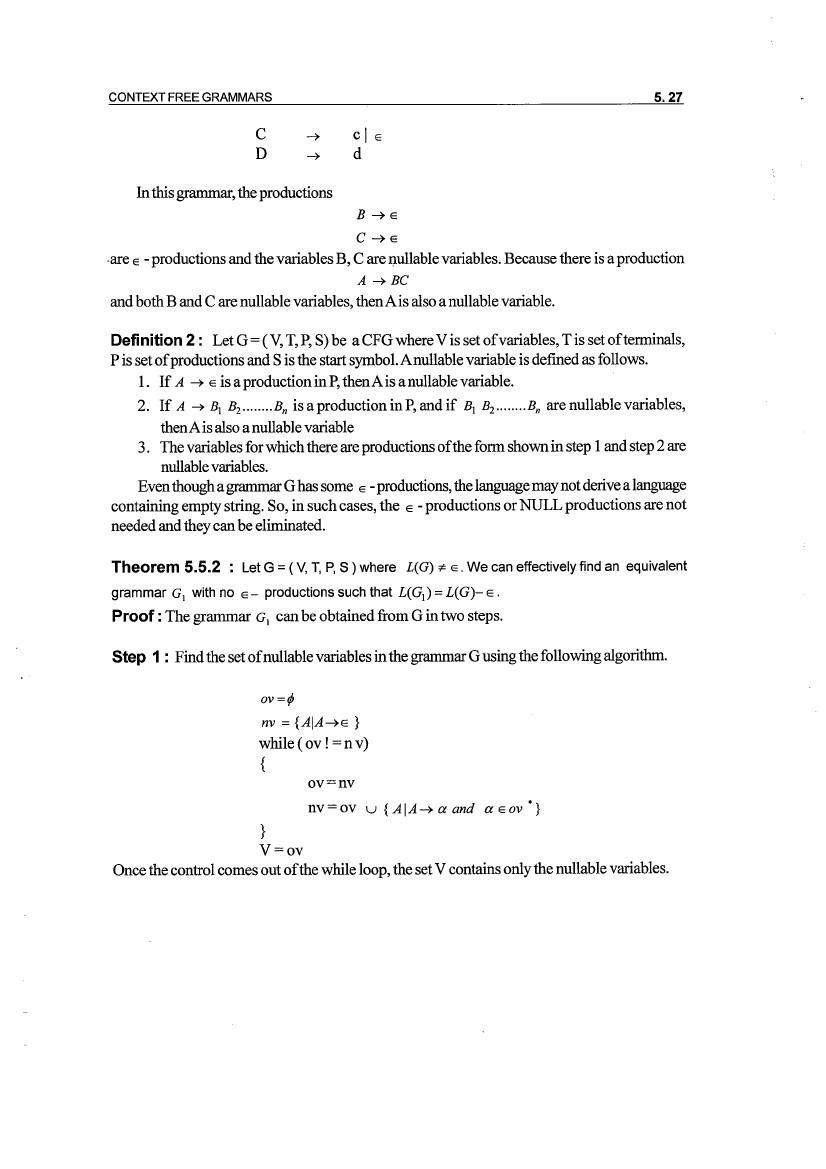 CONTEXT FREE GRAMMARS 5. 27
C → c | ∈
D → d
In this grammar, the productions
B → ∈
C → ∈
are ∈ - productions and the variables B, C are nullable variables. Because there is a production
A → BC
and both B and C are nullable variables, then A is also a nullable variable.
Definition 2 : Let G = ( V, T, P, S) be a CFG where V is set of variables, T is set of terminals,
P is set of productions and S is the start symbol. A nullable variable is defined as follows.
1. If A → ∈ is a production in P, then A is a nullable variable.
2. If A → B₁ B₂........Bₙ is a production in P, and if B₁ B₂........Bₙ are nullable variables,
then A is also a nullable variable
3. The variables for which there are productions of the form shown in step 1 and step 2 are
nullable variables.
Even though a grammar G has some ∈ - productions, the language may not derive a language
containing empty string. So, in such cases, the ∈ - productions or NULL productions are not
needed and they can be eliminated.
Theorem 5.5.2 : Let G = ( V, T, P, S ) where L(G) ≠ ∈. We can effectively find an equivalent
grammar G₁ with no ∈– productions such that L(G₁) = L(G)– ∈.
Proof : The grammar G₁ can be obtained from G in two steps.
Step 1 : Find the set of nullable variables in the grammar G using the following algorithm.
ov = ϕ
nv = {A|A→∈ }
while ( ov ! = n v)
{
ov = nv
nv = ov ∪ { A | A → α and α ∈ ov * }
}
V = ov
Once the control comes out of the while loop, the set V contains only the nullable variables.